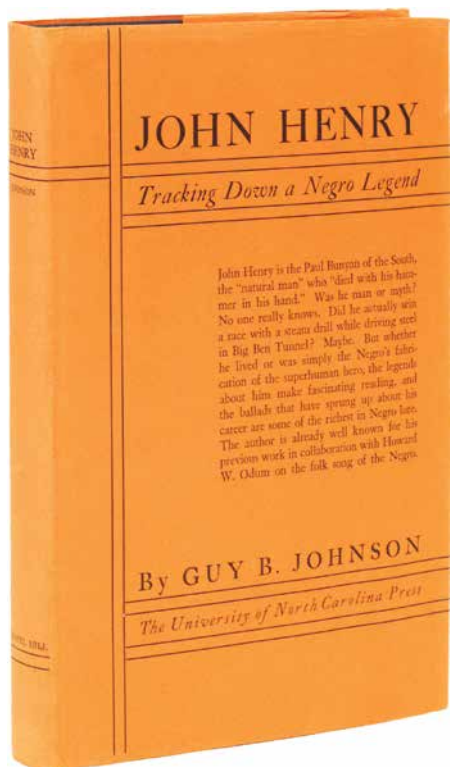 JOHN
HENRY
JOHNSON
CHAPEL HILL
JOHN HENRY
Tracking Down a Negro Legend
John Henry is the Paul Bunyan of the South,
the "natural man" who "died with his ham-
mer in his hand." Was he man or myth?
No one really knows. Did he actually win
a race with a steam drill while driving steel
in Big Ben Tunnel? Maybe. But whether
he lived or was simply the Negro's fabri-
cation of the superhuman hero, the legends
about him make fascinating reading, and
the ballads that have sprung up about his
career are some of the richest in Negro lore.
The author is already well known for his
previous work in collaboration with Howard
W. Odum on the folk song of the Negro.
By GUY B. JOHNSON
The University of North Carolina Press